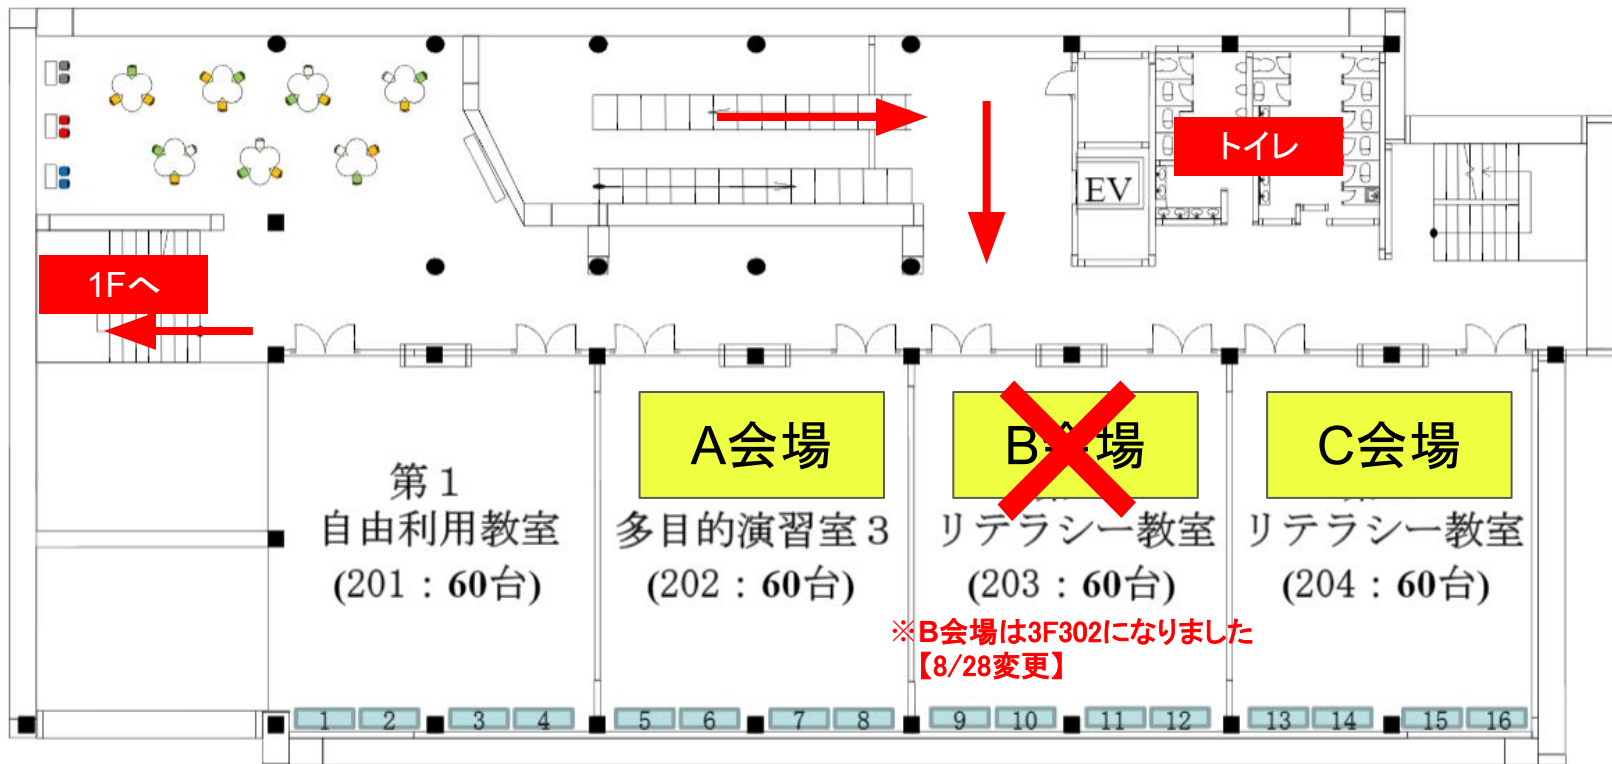 トイレ
EV
1Fへ
A会場
B会場
C会場
第１
自由利用教室
(201：60台)
多目的演習室３
(202：60台)
リテラシー教室
(203：60台)
リテラシー教室
(204：60台)
※B会場は3F302になりました
【8/28変更】
1 2 3 4 5 6 7 8 9 10 11 12 13 14 15 16